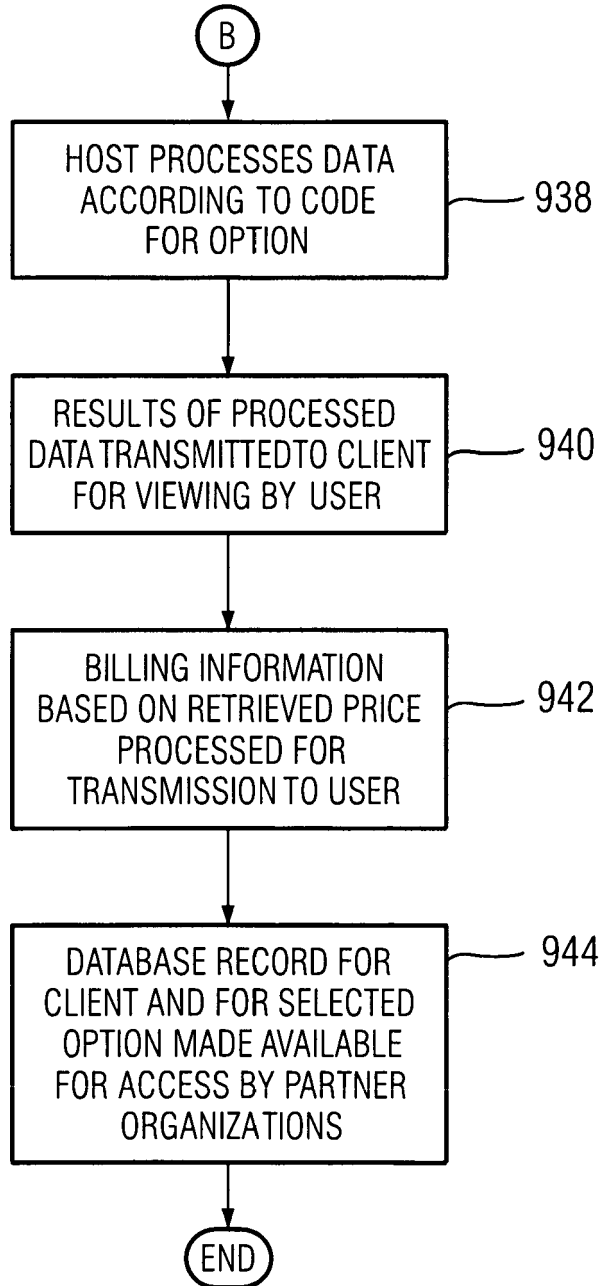 B
HOST PROCESSES DATA
ACCORDING TO CODE
FOR OPTION
938
RESULTS OF PROCESSED
DATA TRANSMITTEDTO CLIENT
FOR VIEWING BY USER
940
BILLING INFORMATION
BASED ON RETRIEVED PRICE
PROCESSED FOR
TRANSMISSION TO USER
942
DATABASE RECORD FOR
CLIENT AND FOR SELECTED
OPTION MADE AVAILABLE
FOR ACCESS BY PARTNER
ORGANIZATIONS
944
END